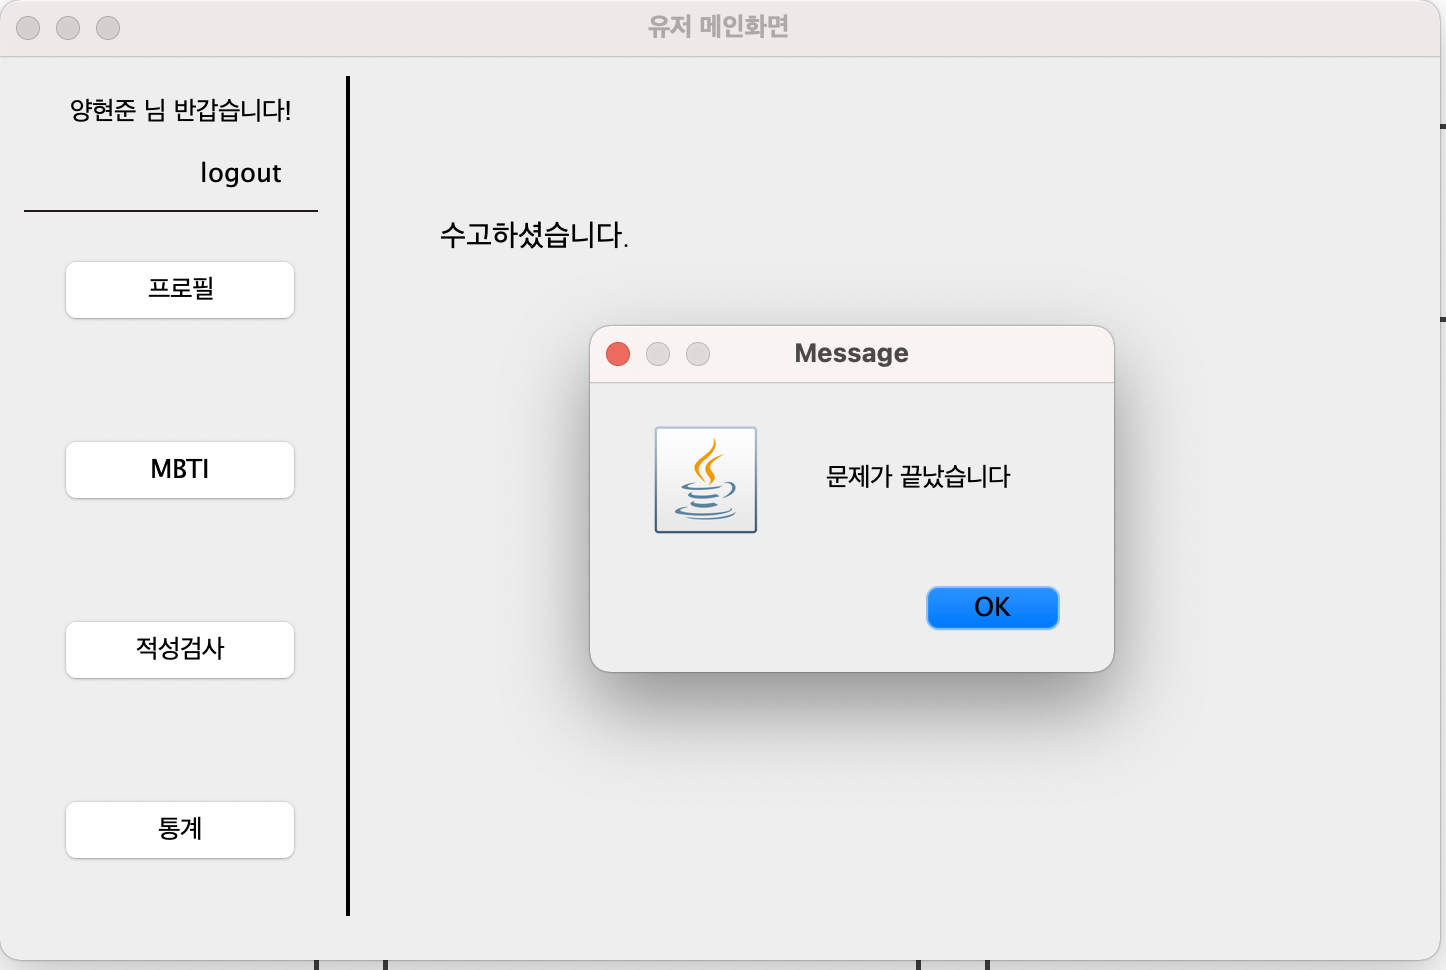 유저 메인화면
양현준 님 반갑습니다!
logout
프로필
MBTI
적성검사
통계
수고하셨습니다.
Message
문제가 끝났습니다
OK